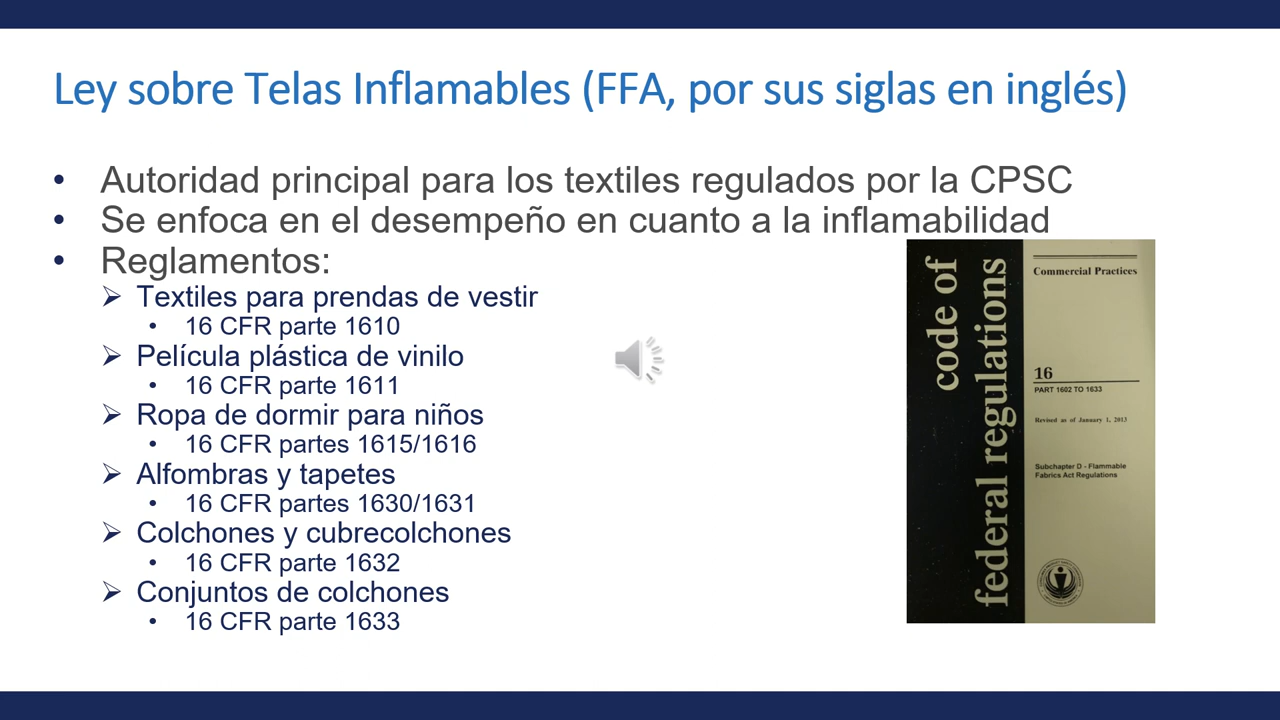 Ley sobre Telas Inflamables (FFA, por sus siglas en inglés)
• Autoridad principal para los textiles regulados por la CPSC
• Se enfoca en el desempeño en cuanto a la inflamabilidad
• Reglamentos:
➢ Textiles para prendas de vestir
• 16 CFR parte 1610
➢ Película plástica de vinilo
• 16 CFR parte 1611
➢ Ropa de dormir para niños
• 16 CFR partes 1615/1616
➢ Alfombras y tapetes
• 16 CFR partes 1630/1631
➢ Colchones y cubrecolchones
• 16 CFR parte 1632
➢ Conjuntos de colchones
• 16 CFR parte 1633
code of
federal regulations
Commercial Practices
16
PART 1602 TO 1633
Revised as of January 1, 2013
Subchapter D - Flammable
Fabrics Act Regulations